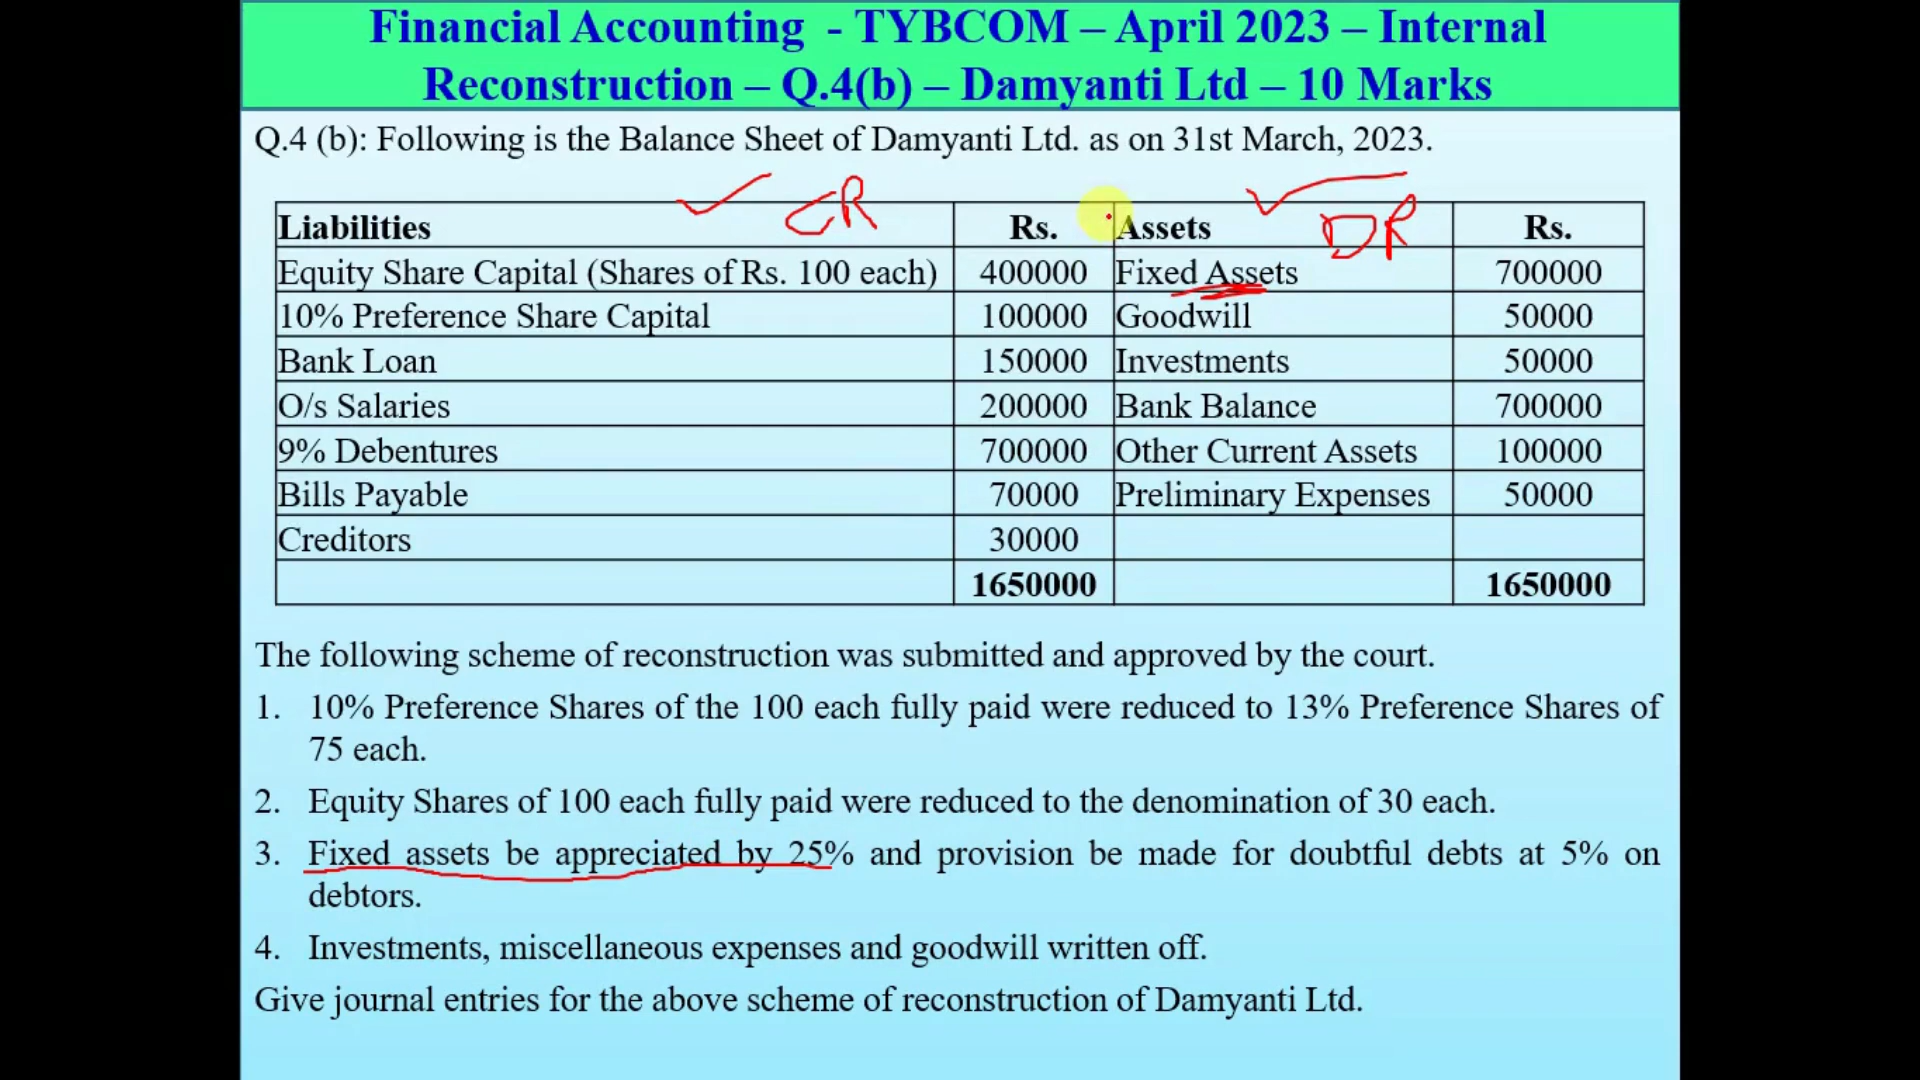 Financial Accounting - TYBCOM – April 2023 – Internal
Reconstruction – Q.4(b) – Damyanti Ltd – 10 Marks
Q.4 (b): Following is the Balance Sheet of Damyanti Ltd. as on 31st March, 2023.
CR DR
Liabilities Rs. Assets Rs.
Equity Share Capital (Shares of Rs. 100 each) 400000 Fixed Assets 700000
10% Preference Share Capital 100000 Goodwill 50000
Bank Loan 150000 Investments 50000
O/s Salaries 200000 Bank Balance 700000
9% Debentures 700000 Other Current Assets 100000
Bills Payable 70000 Preliminary Expenses 50000
Creditors 30000
1650000 1650000
The following scheme of reconstruction was submitted and approved by the court.
1. 10% Preference Shares of the 100 each fully paid were reduced to 13% Preference Shares of
75 each.
2. Equity Shares of 100 each fully paid were reduced to the denomination of 30 each.
3. Fixed assets be appreciated by 25% and provision be made for doubtful debts at 5% on
debtors.
4. Investments, miscellaneous expenses and goodwill written off.
Give journal entries for the above scheme of reconstruction of Damyanti Ltd.